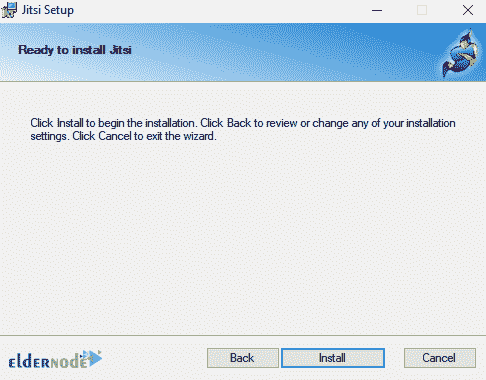 Jitsi Setup
Ready to install Jitsi
Click Install to begin the installation. Click Back to review or change any of your installation
settings. Click Cancel to exit the wizard.
eldernode
Back Install Cancel